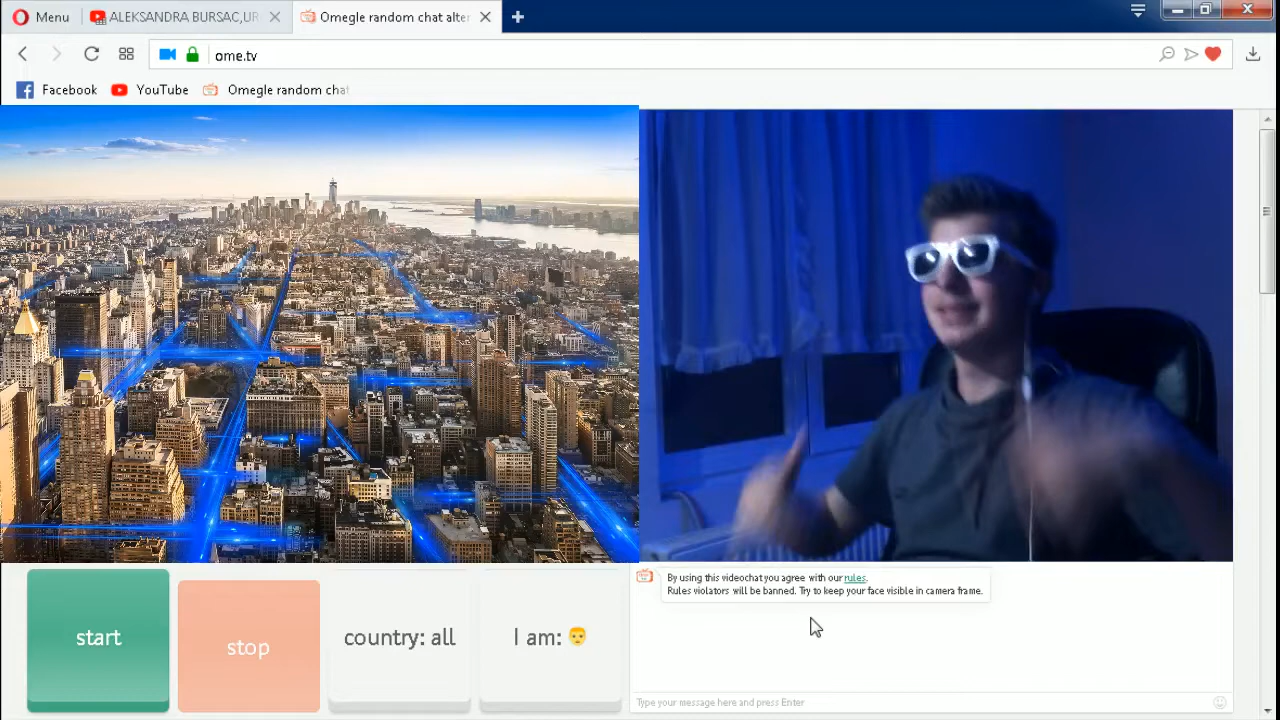 Menu
ALEKSANDRA BURSAC,UR
Omegle random chat alter
ome.tv
Facebook
YouTube
Omegle random cha
By using this videochat you agree with our rules.
Rules violators will be banned. Try to keep your face visible in camera frame.
start
stop
country: all
I am:
Type your message here and press Enter